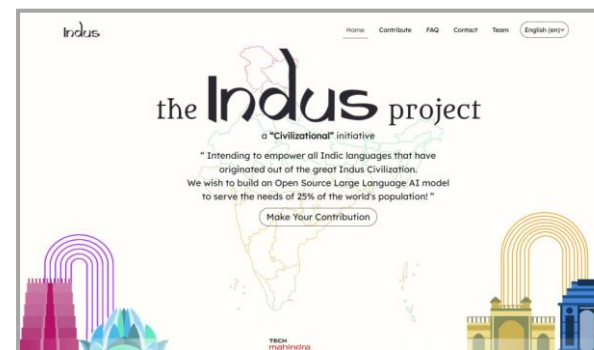 Indus
Home Contribute FAQ Contact Team English (en)
the Indus project
a "Civilizational" initiative
" Intending to empower all Indic languages that have
originated out of the great Indus Civilization.
We wish to build an Open Source Large Language AI model
to serve the needs of 25% of the world's population! "
Make Your Contribution
TECH
mahindra